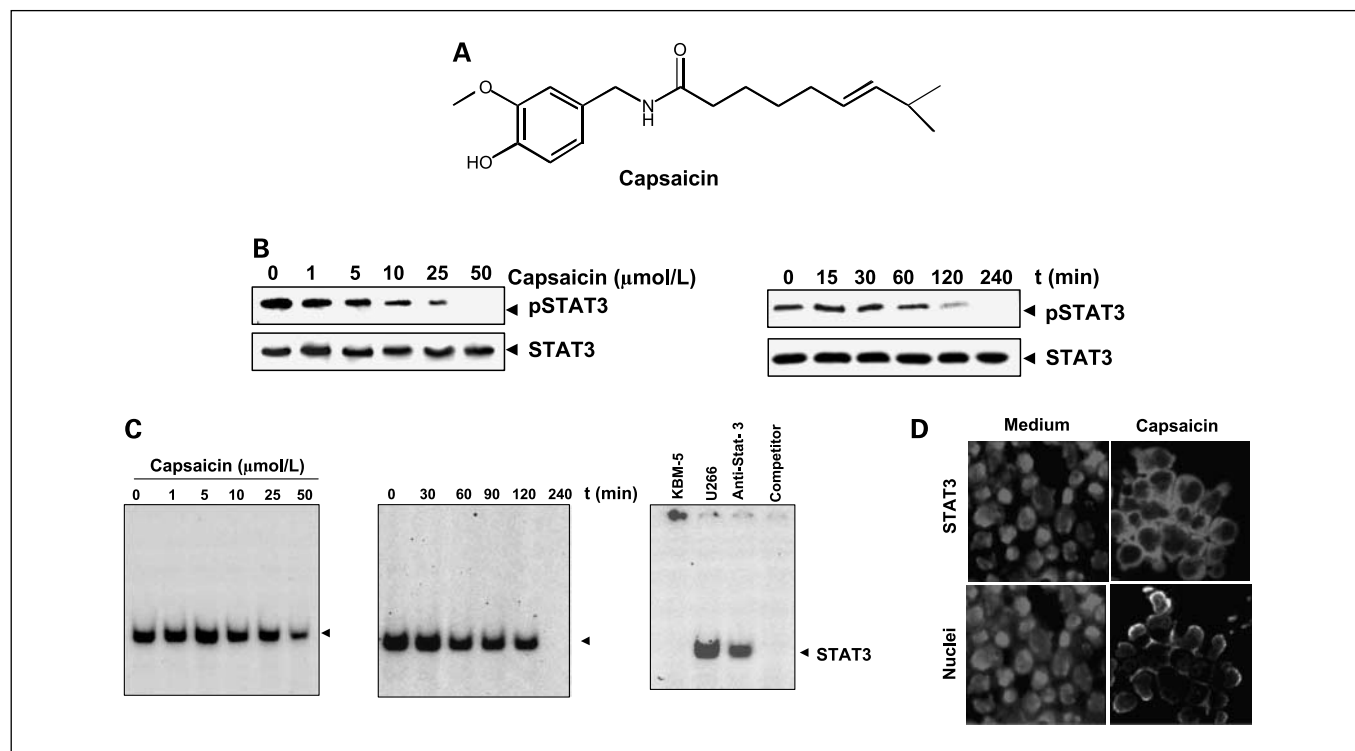 A
O
O
N
H
HO
Capsaicin
B
0 1 5 10 25 50 Capsaicin (μmol/L)
pSTAT3
STAT3
0 15 30 60 120 240 t (min)
pSTAT3
STAT3
C
Capsaicin (μmol/L)
0 1 5 10 25 50
0 30 60 90 120 240 t (min)
KBM-5
U266
Anti-Stat- 3
Competitor
STAT3
D
Medium Capsaicin
STAT3
Nuclei